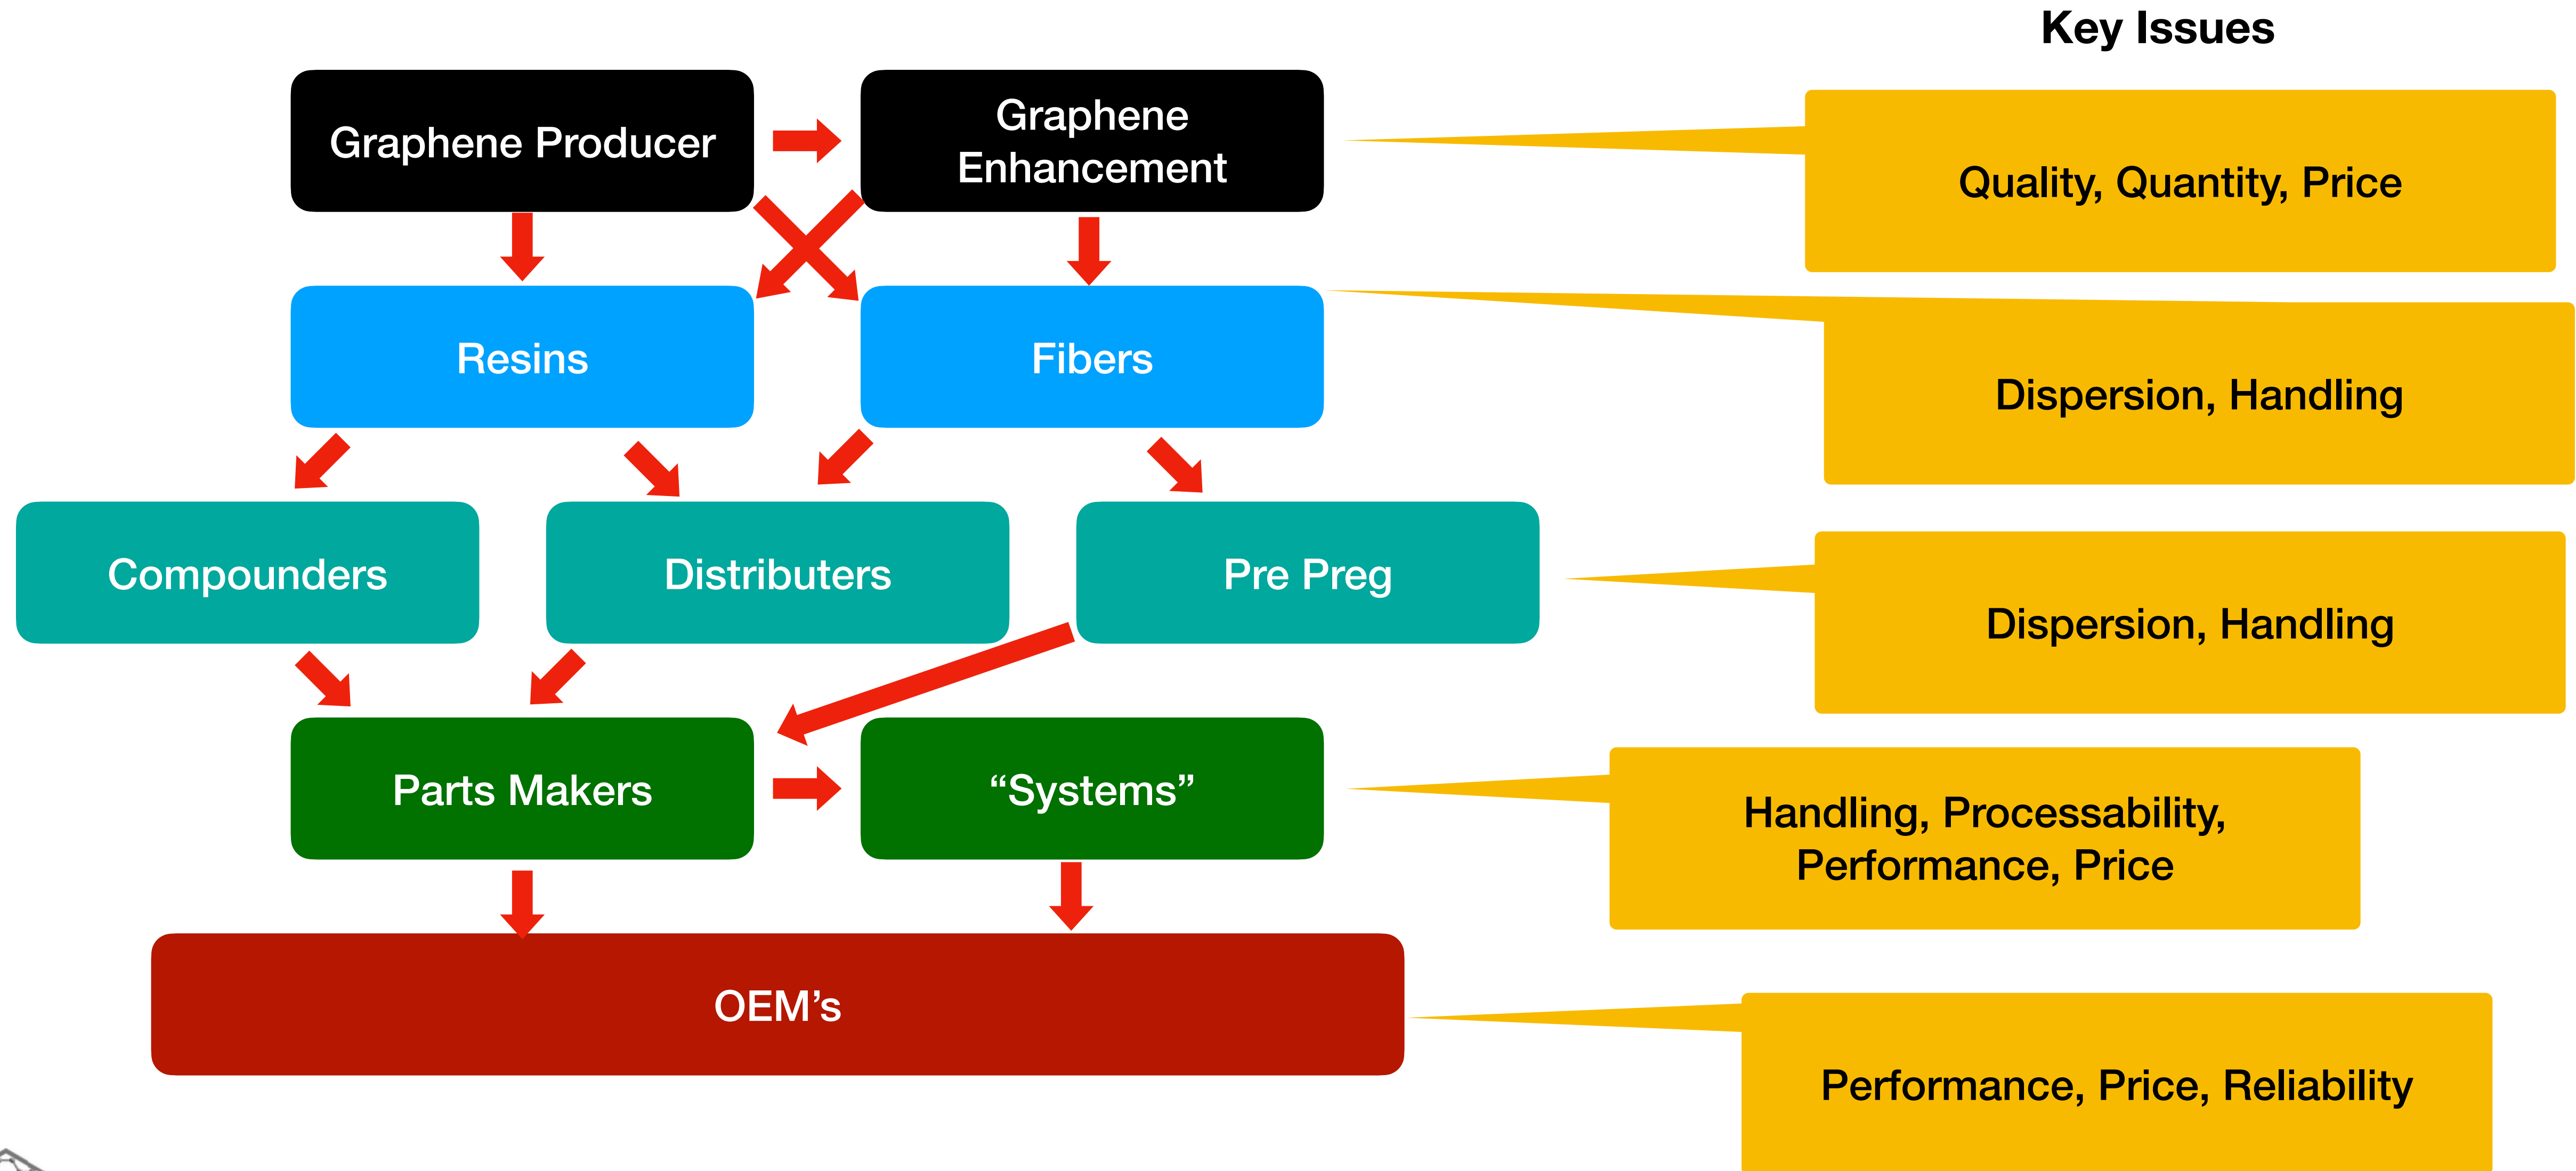 Key Issues
Graphene Producer
Graphene
Enhancement
Quality, Quantity, Price
Resins
Fibers
Dispersion, Handling
Compounders
Distributers
Pre Preg
Dispersion, Handling
Parts Makers
“Systems”
Handling, Processability,
Performance, Price
OEM’s
Performance, Price, Reliability